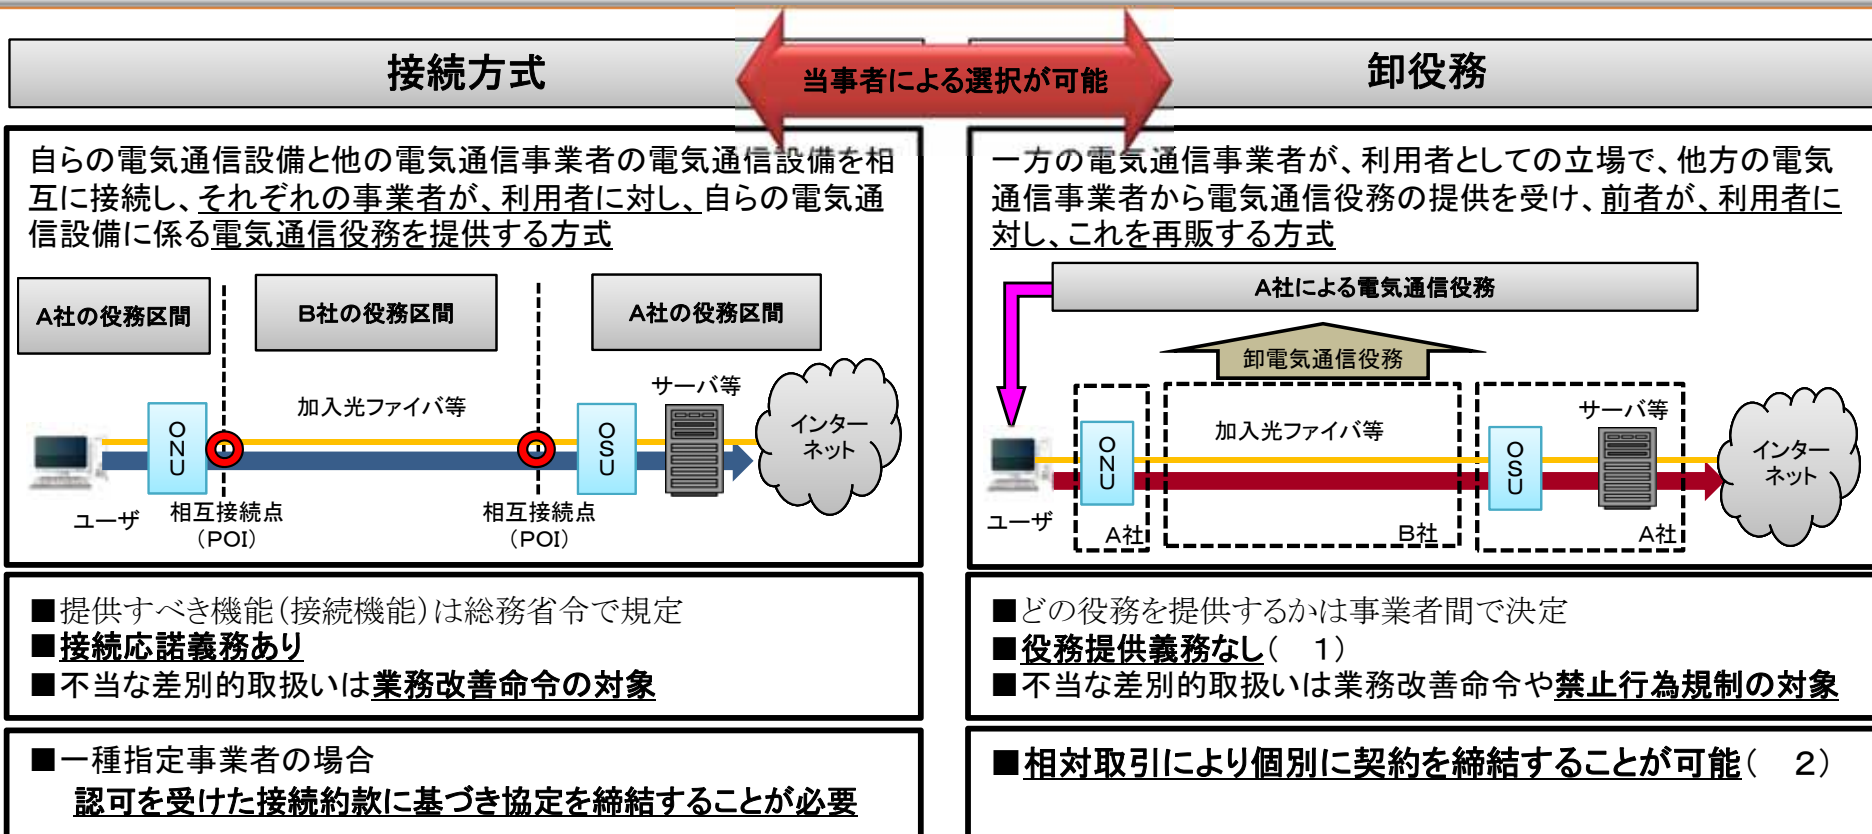 接続方式
当事者による選択が可能
卸役務
自らの電気通信設備と他の電気通信事業者の電気通信設備を相
互に接続し、それぞれの事業者が、利用者に対し、自らの電気通
信設備に係る電気通信役務を提供する方式
A社の役務区間
B社の役務区間
A社の役務区間
加入光ファイバ等
サーバ等
ONU
OSU
インター
ネット
ユーザ
相互接続点
（POI）
相互接続点
（POI）
■提供すべき機能（接続機能）は総務省令で規定
■接続応諾義務あり
■不当な差別的取扱いは業務改善命令の対象
■一種指定事業者の場合
認可を受けた接続約款に基づき協定を締結することが必要
一方の電気通信事業者が、利用者としての立場で、他方の電気
通信事業者から電気通信役務の提供を受け、前者が、利用者に
対し、これを再販する方式
A社による電気通信役務
卸電気通信役務
加入光ファイバ等
サーバ等
ONU
OSU
インター
ネット
ユーザ
A社
B社
A社
■どの役務を提供するかは事業者間で決定
■役務提供義務なし（　1）
■不当な差別的取扱いは業務改善命令や禁止行為規制の対象
■相対取引により個別に契約を締結することが可能（　2）